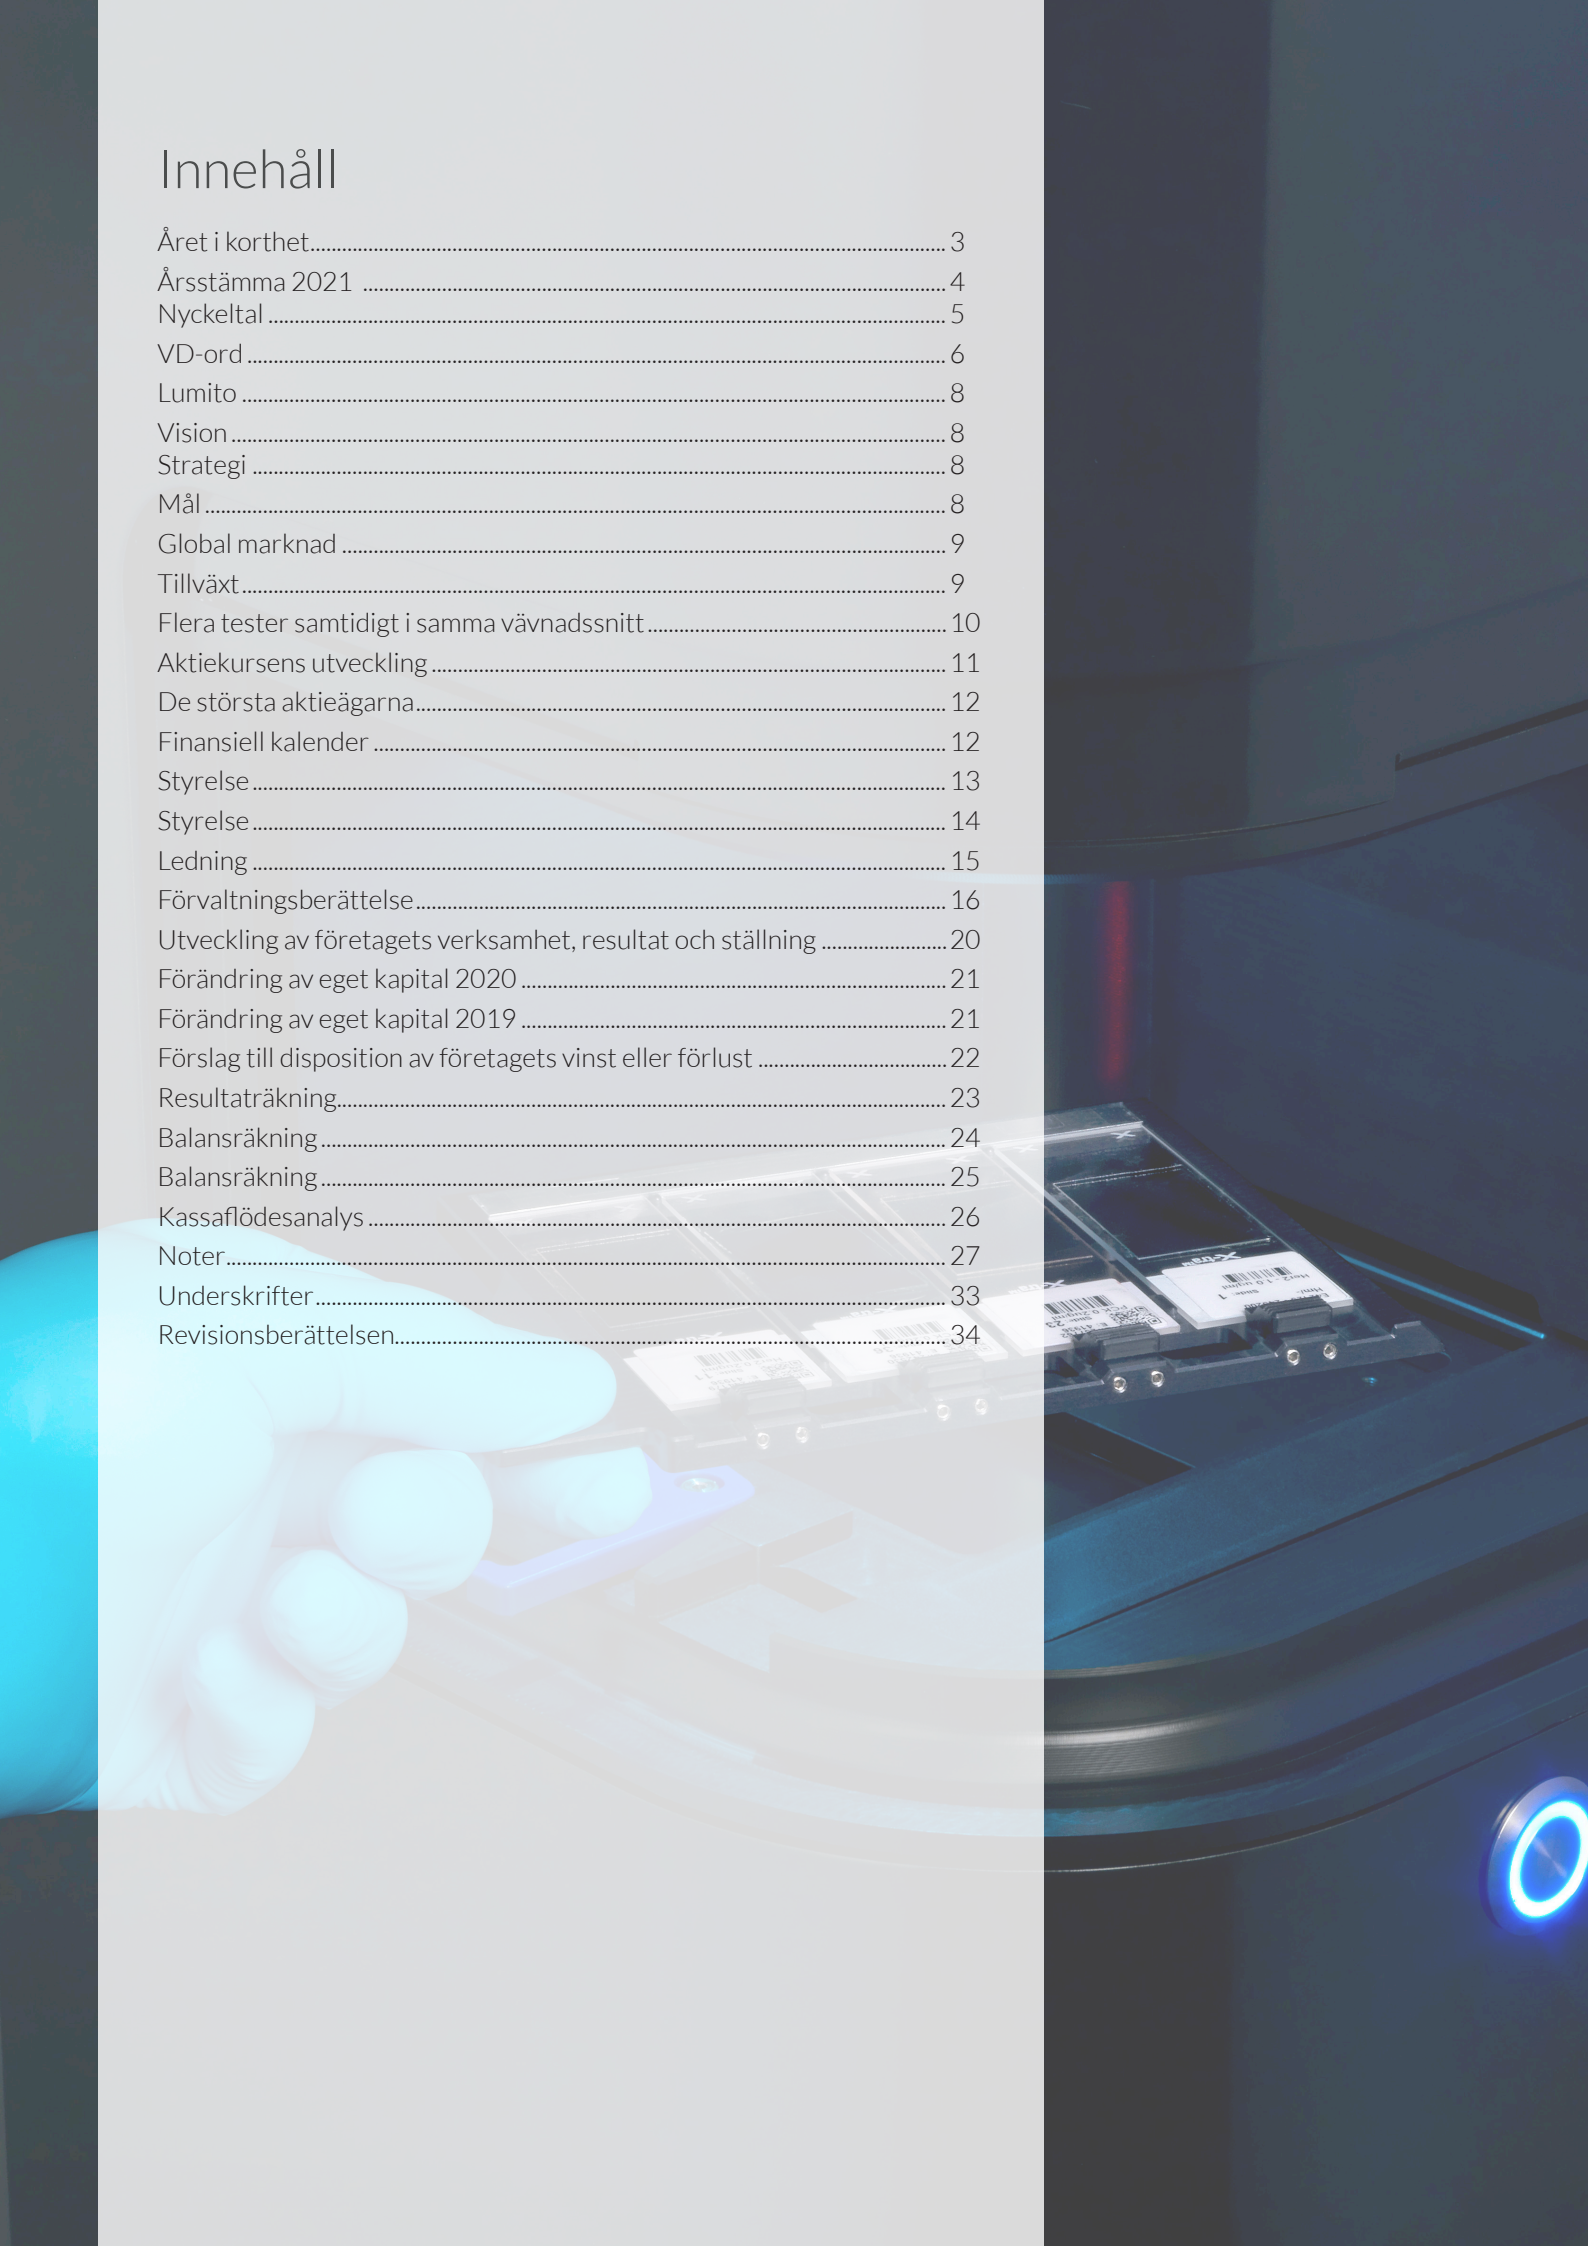 Innehåll
Året i korthet 3
Årsstämma 2021 4
Nyckeltal 5
VD-ord 6
Lumito 8
Vision 8
Strategi 8
Mål 8
Global marknad 9
Tillväxt 9
Flera tester samtidigt i samma vävnadssnitt 10
Aktiekursens utveckling 11
De största aktieägarna 12
Finansiell kalender 12
Styrelse 13
Styrelse 14
Ledning 15
Förvaltningsberättelse 16
Utveckling av företagets verksamhet, resultat och ställning 20
Förändring av eget kapital 2020 21
Förändring av eget kapital 2019 21
Förslag till disposition av företagets vinst eller förlust 22
Resultaträkning 23
Balansräkning 24
Balansräkning 25
Kassaflödesanalys 26
Noter 27
Underskrifter 33
Revisionsberättelsen 34